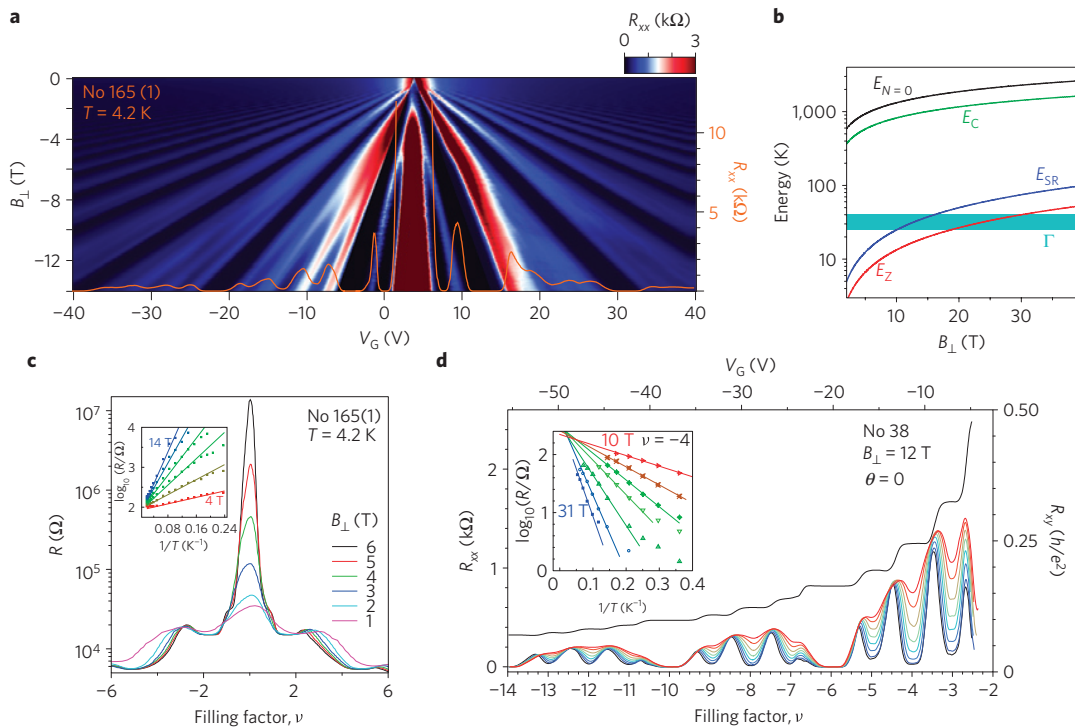 a
R_xx (kΩ)
0 3
No 165 (1)
T = 4.2 K
0
−4
−8
−12
B⊥ (T)
10
5
R_xx (kΩ)
−40 −30 −20 −10 0 10 20 30 40
V_G (V)
b
1,000
100
10
Energy (K)
E_N = 0
E_C
E_SR
E_Z
Γ
10 20 30
B⊥ (T)
c
10^7
10^6
10^5
10^4
R (Ω)
No 165(1)
T = 4.2 K
4
3
2
log_10 (R/Ω)
14 T
4 T
0.08 0.16 0.24
1/T (K^−1)
B⊥ (T)
6
5
4
3
2
1
−6 −2 2 6
Filling factor, ν
d
V_G (V)
−50 −40 −30 −20 −10
2
1
0
R_xx (kΩ)
No 38
B⊥ = 12 T
θ = 0
2
1
0
log_10(R/Ω)
10 T ν = −4
31 T
0 0.1 0.2 0.3 0.4
1/T (K^−1)
0.50
0.25
0
R_xy (h/e^2)
−14 −13 −12 −11 −10 −9 −8 −7 −6 −5 −4 −3 −2
Filling factor, ν